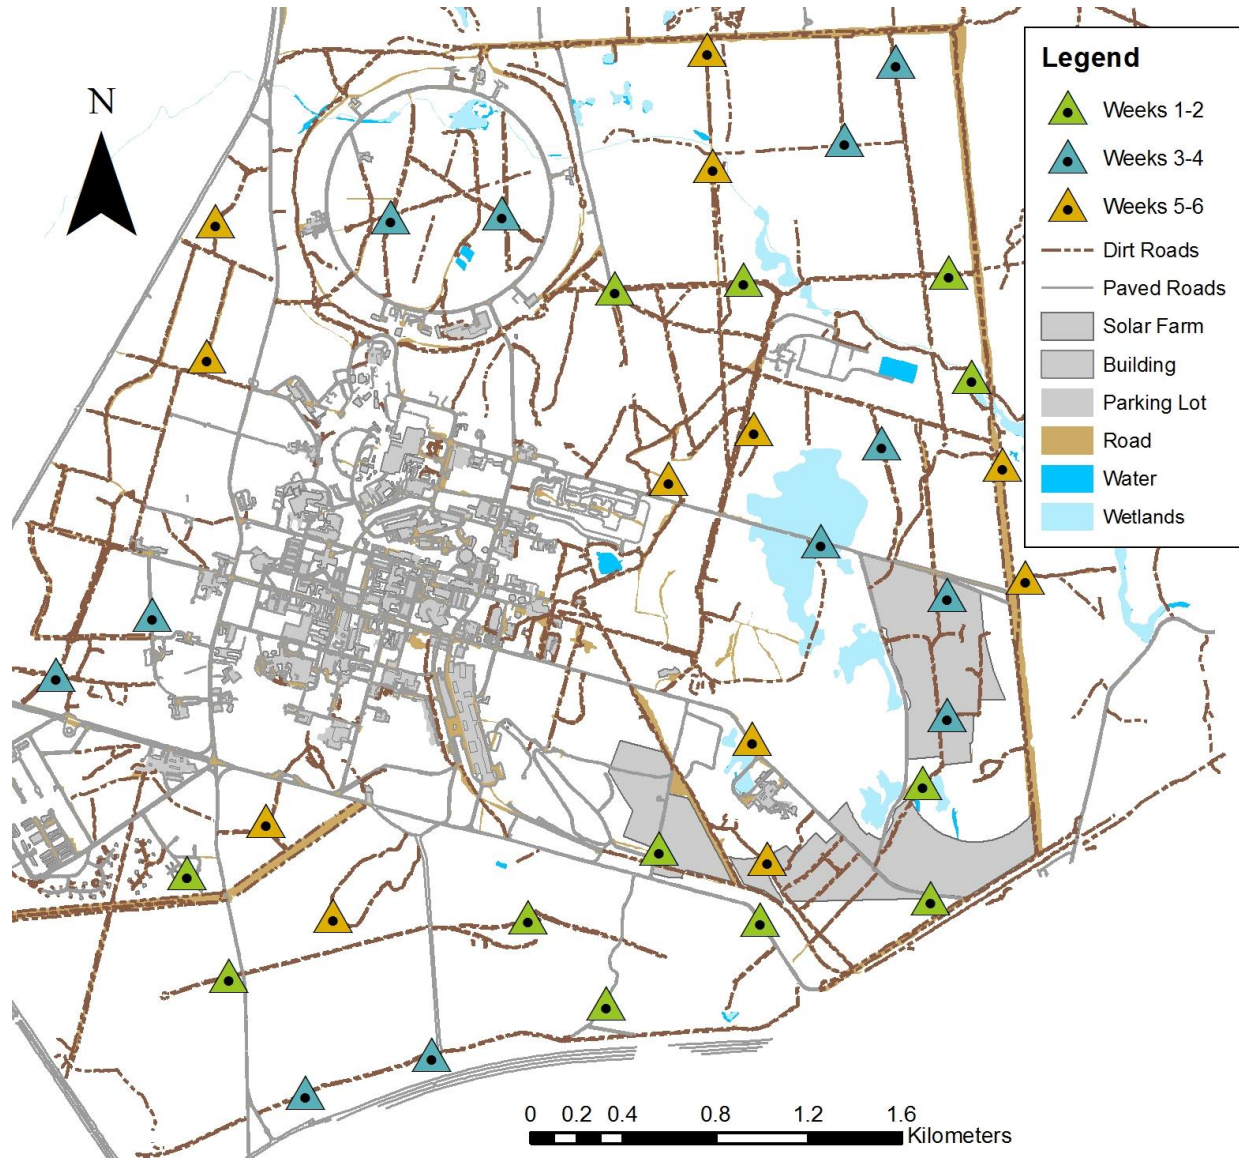 N
Legend
Weeks 1-2
Weeks 3-4
Weeks 5-6
Dirt Roads
Paved Roads
Solar Farm
Building
Parking Lot
Road
Water
Wetlands
0 0.2 0.4 0.8 1.2 1.6
Kilometers